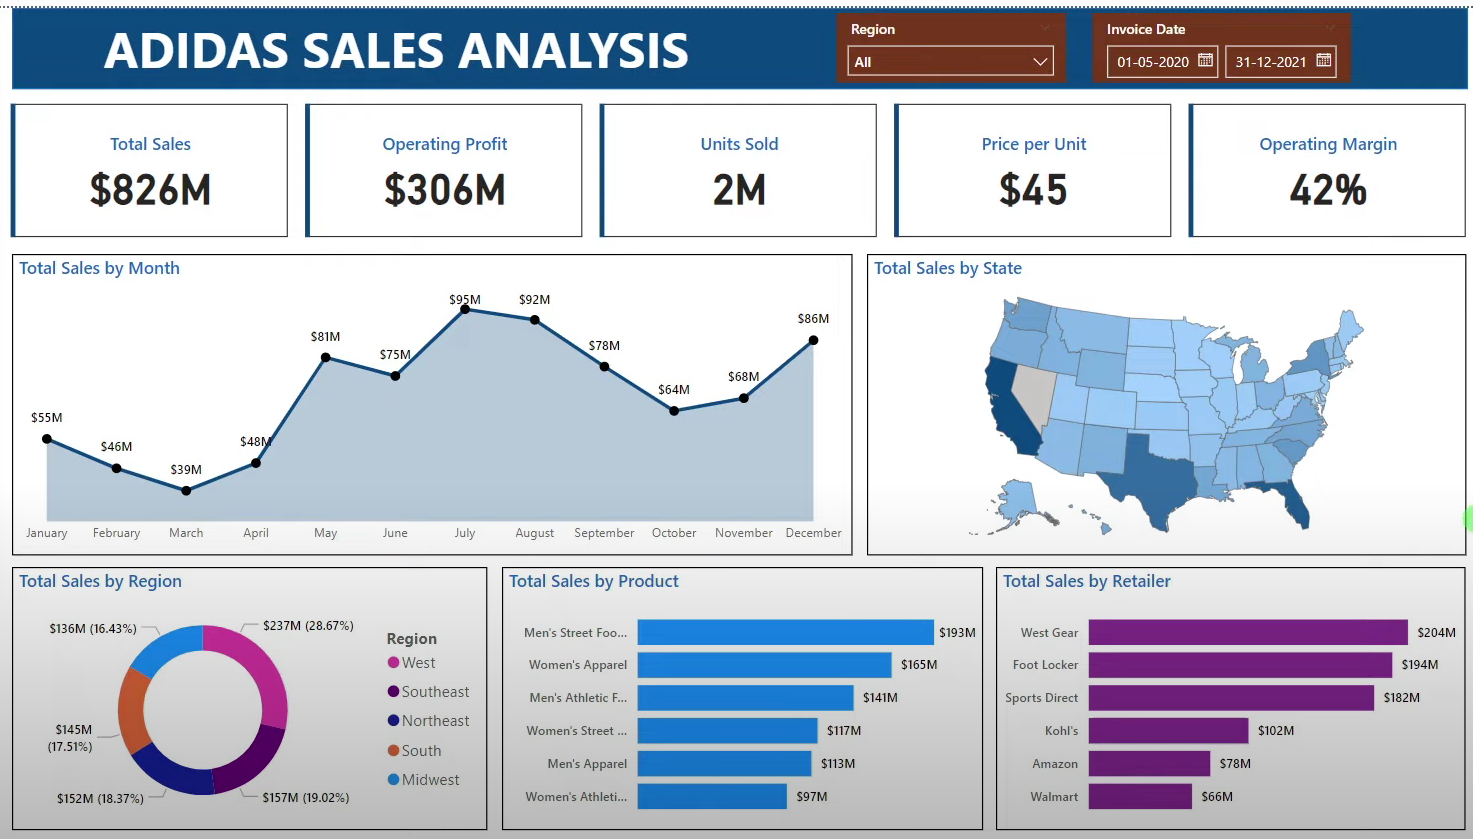 ADIDAS SALES ANALYSIS
Region
All
Invoice Date
01-05-2020
31-12-2021
Total Sales
$826M
Operating Profit
$306M
Units Sold
2M
Price per Unit
$45
Operating Margin
42%
Total Sales by Month
$55M
$46M
$39M
$48M
$81M
$75M
$95M
$92M
$78M
$64M
$68M
$86M
January February March April May June July August September October November December
Total Sales by State
Total Sales by Region
$136M (16.43%)
$237M (28.67%)
$145M
(17.51%)
$152M (18.37%)
$157M (19.02%)
Region
West
Southeast
Northeast
South
Midwest
Total Sales by Product
Men's Street Foo... $193M
Women's Apparel $165M
Men's Athletic F... $141M
Women's Street ... $117M
Men's Apparel $113M
Women's Athleti... $97M
Total Sales by Retailer
West Gear $204M
Foot Locker $194M
Sports Direct $182M
Kohl's $102M
Amazon $78M
Walmart $66M